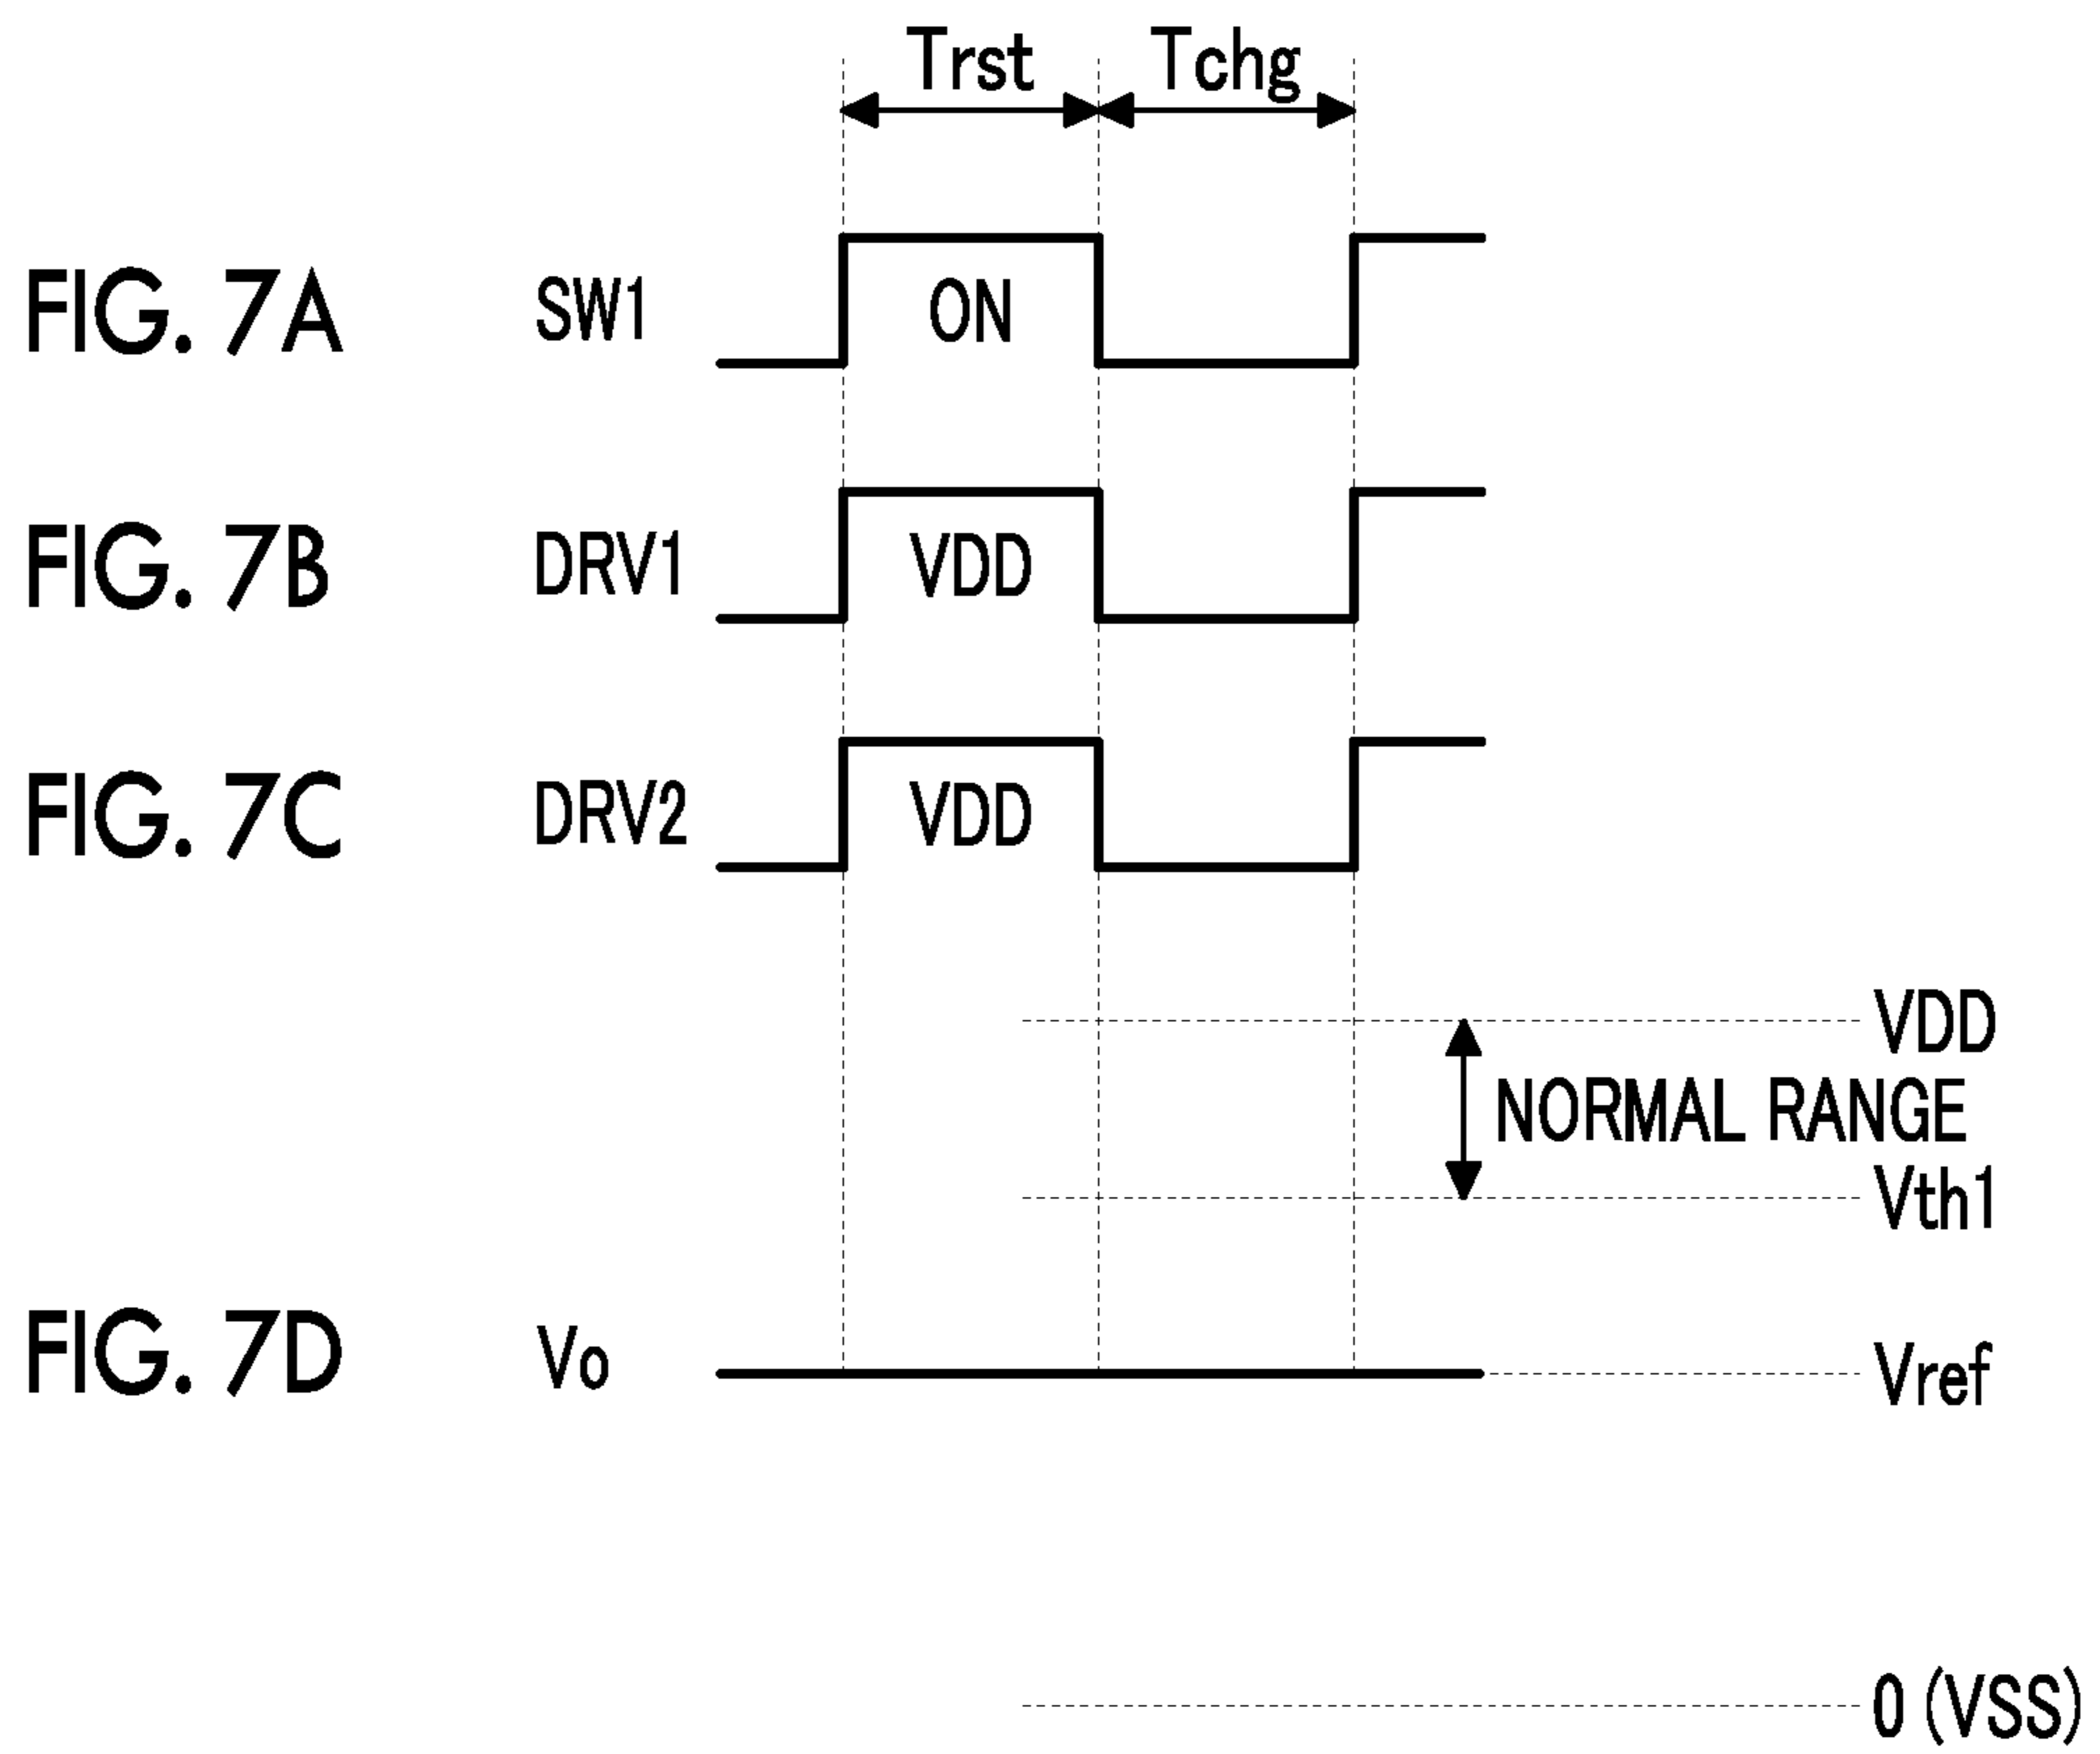 Trst Tchg
FIG. 7A SW1 ON
FIG. 7B DRV1 VDD
FIG. 7C DRV2 VDD
VDD
NORMAL RANGE
Vth1
FIG. 7D Vo Vref
0 (VSS)